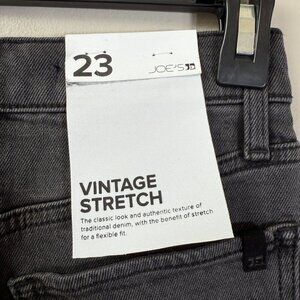 23
JOE'S
VINTAGE
STRETCH
The classic look and authentic texture of
traditional denim, with the benefit of stretch
for a flexible fit.